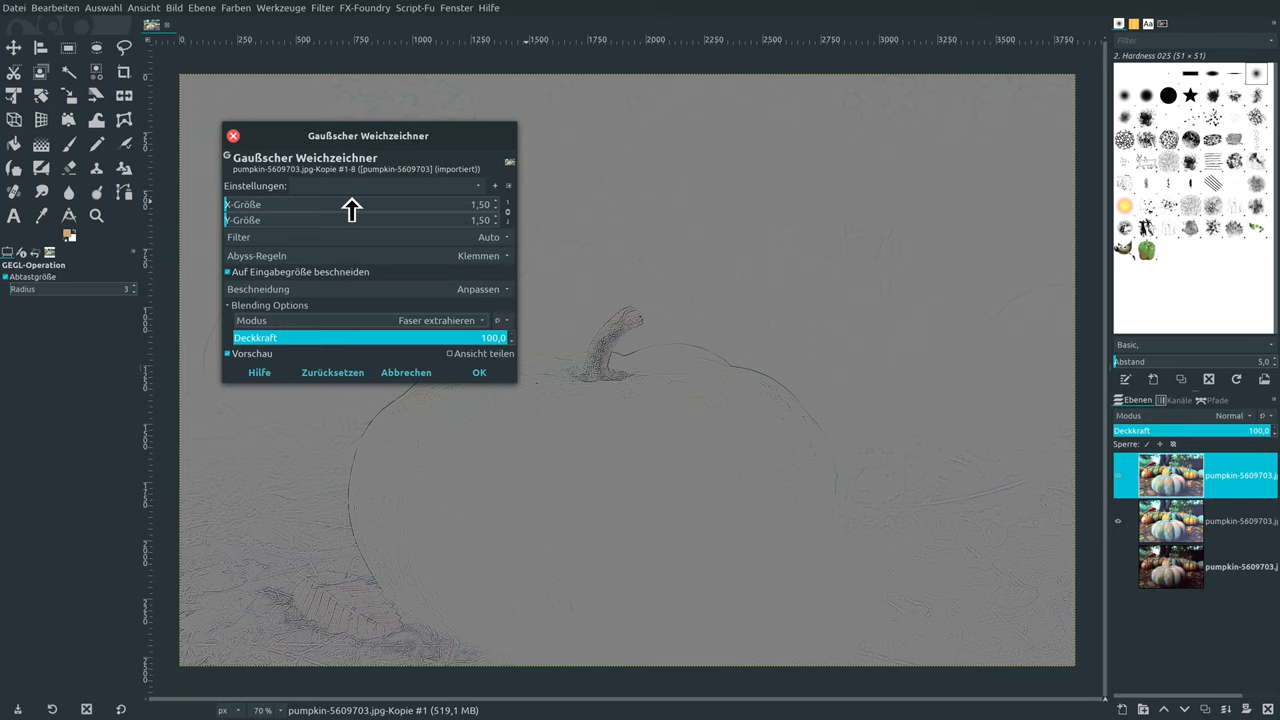 Datei Bearbeiten Auswahl Ansicht Bild Ebene Farben Werkzeuge Filter FX-Foundry Script-Fu Fenster Hilfe
0 250 500 750 1000 1250 1500 1750 2000 2250 2500 2750 3000 3250 3500 3750
Filter
2. Hardness 025 (51 × 51)
Gaußscher Weichzeichner
Gaußscher Weichzeichner
pumpkin-5609703.jpg-Kopie #1-8 ([pumpkin-5609703] (importiert))
Einstellungen:
X-Größe 1,50
Y-Größe 1,50
Filter Auto
Abyss-Regeln Klemmen
Auf Eingabegröße beschneiden
Beschneidung Anpassen
Blending Options
Modus Faser extrahieren
Deckkraft 100,0
Vorschau Ansicht teilen
Hilfe Zurücksetzen Abbrechen OK
GEGL-Operation
Abtastgröße
Radius 3
Basic,
Abstand 5,0
Ebenen Kanäle Pfade
Modus Normal
Deckkraft 100,0
Sperre:
pumpkin-5609703.j
pumpkin-5609703.j
pumpkin-5609703.j
px 70 % pumpkin-5609703.jpg-Kopie #1 (519,1 MB)